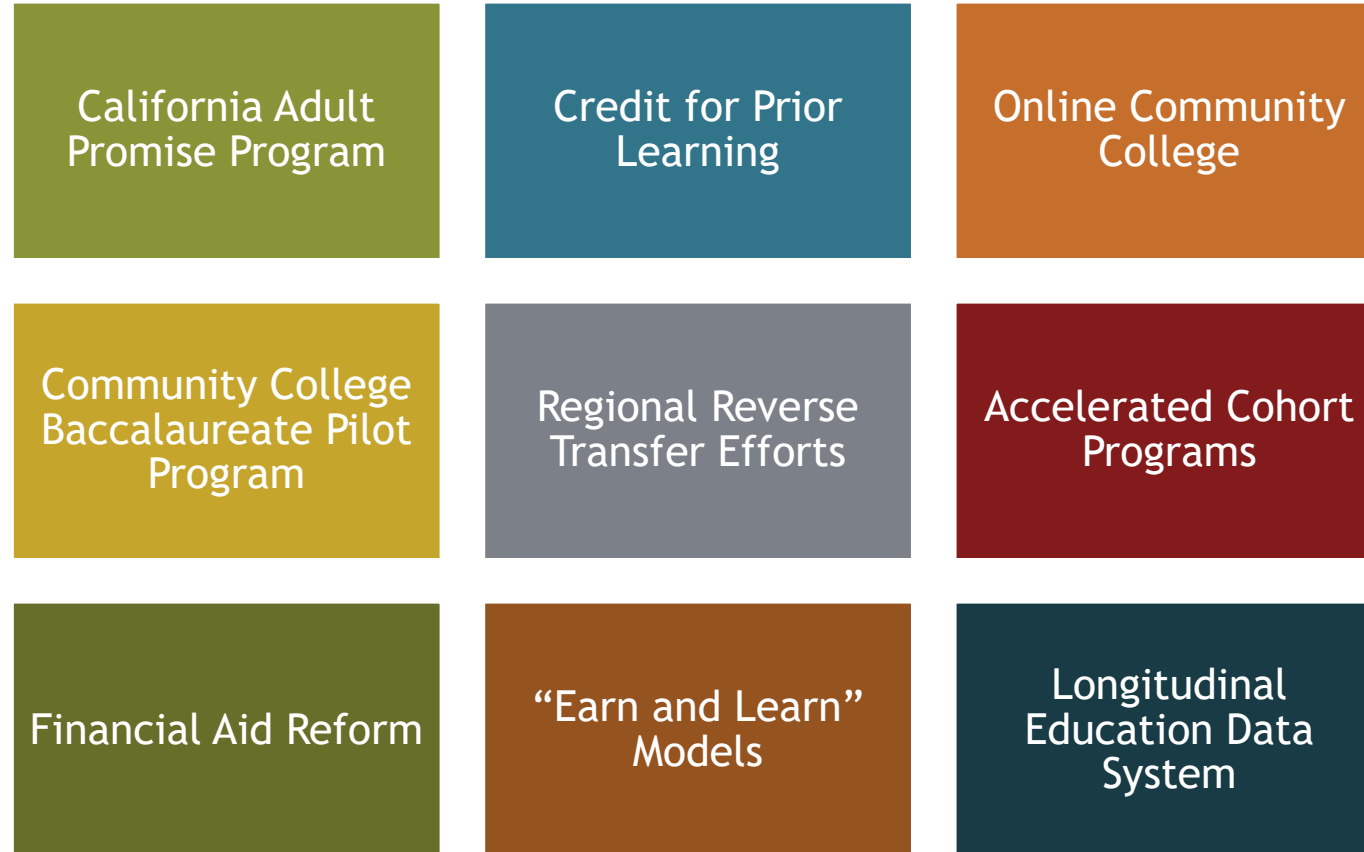 California Adult
Promise Program
Credit for Prior
Learning
Online Community
College
Community College
Baccalaureate Pilot
Program
Regional Reverse
Transfer Efforts
Accelerated Cohort
Programs
Financial Aid Reform
“Earn and Learn”
Models
Longitudinal
Education Data
System